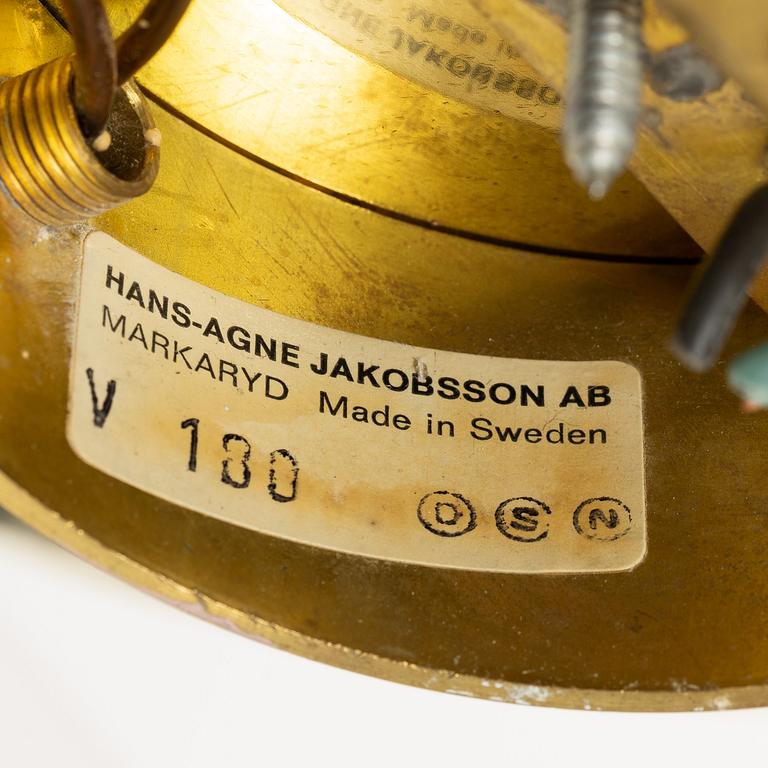 HANS-AGNE JAKOBSSON AB
MARKARYD Made in Sweden
V 180
D S N